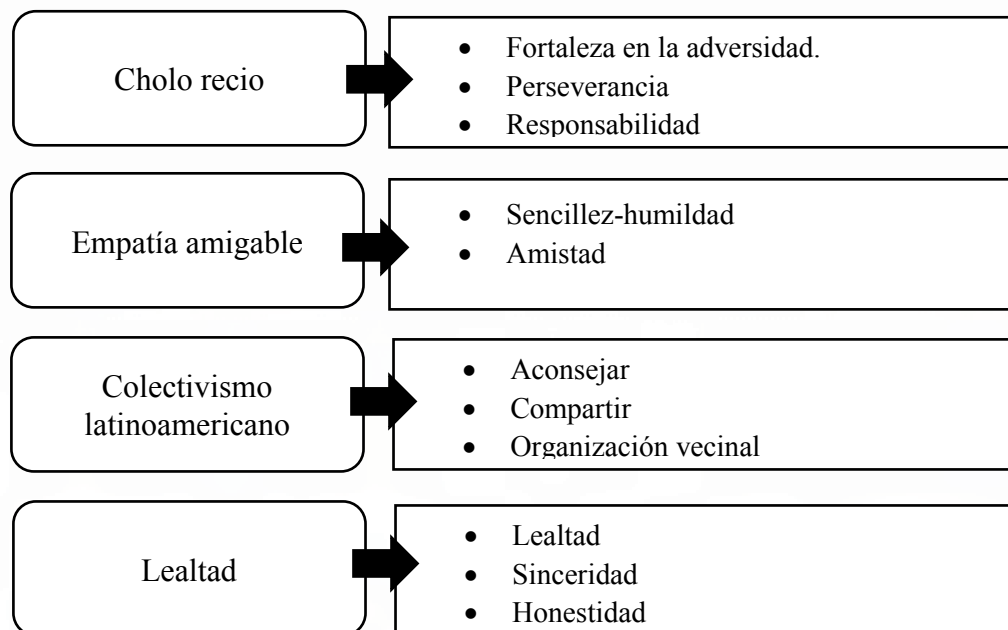 Cholo recio
• Fortaleza en la adversidad.
• Perseverancia
• Responsabilidad
Empatía amigable
• Sencillez-humildad
• Amistad
Colectivismo
latinoamericano
• Aconsejar
• Compartir
• Organización vecinal
Lealtad
• Lealtad
• Sinceridad
• Honestidad